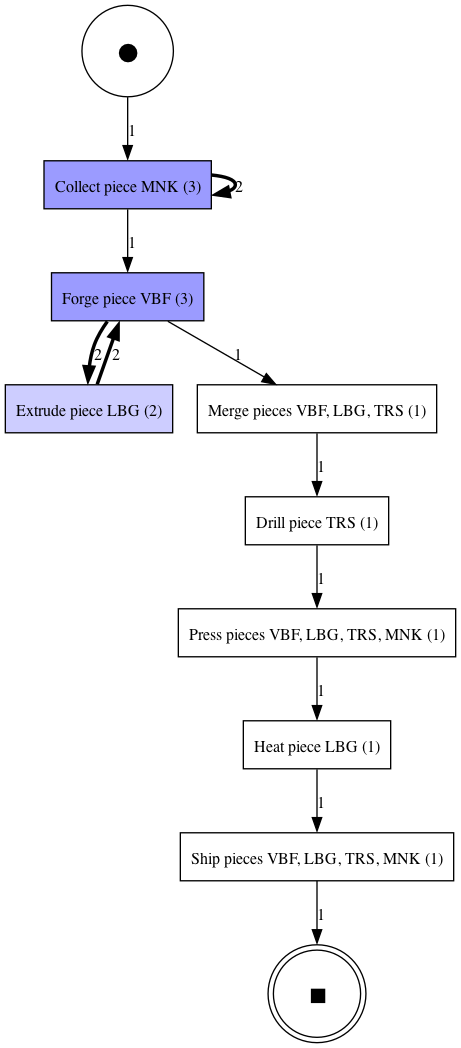 1
Collect piece MNK (3)
2
1
Forge piece VBF (3)
2
2
1
Extrude piece LBG (2)
Merge pieces VBF, LBG, TRS (1)
1
Drill piece TRS (1)
1
Press pieces VBF, LBG, TRS, MNK (1)
1
Heat piece LBG (1)
1
Ship pieces VBF, LBG, TRS, MNK (1)
1